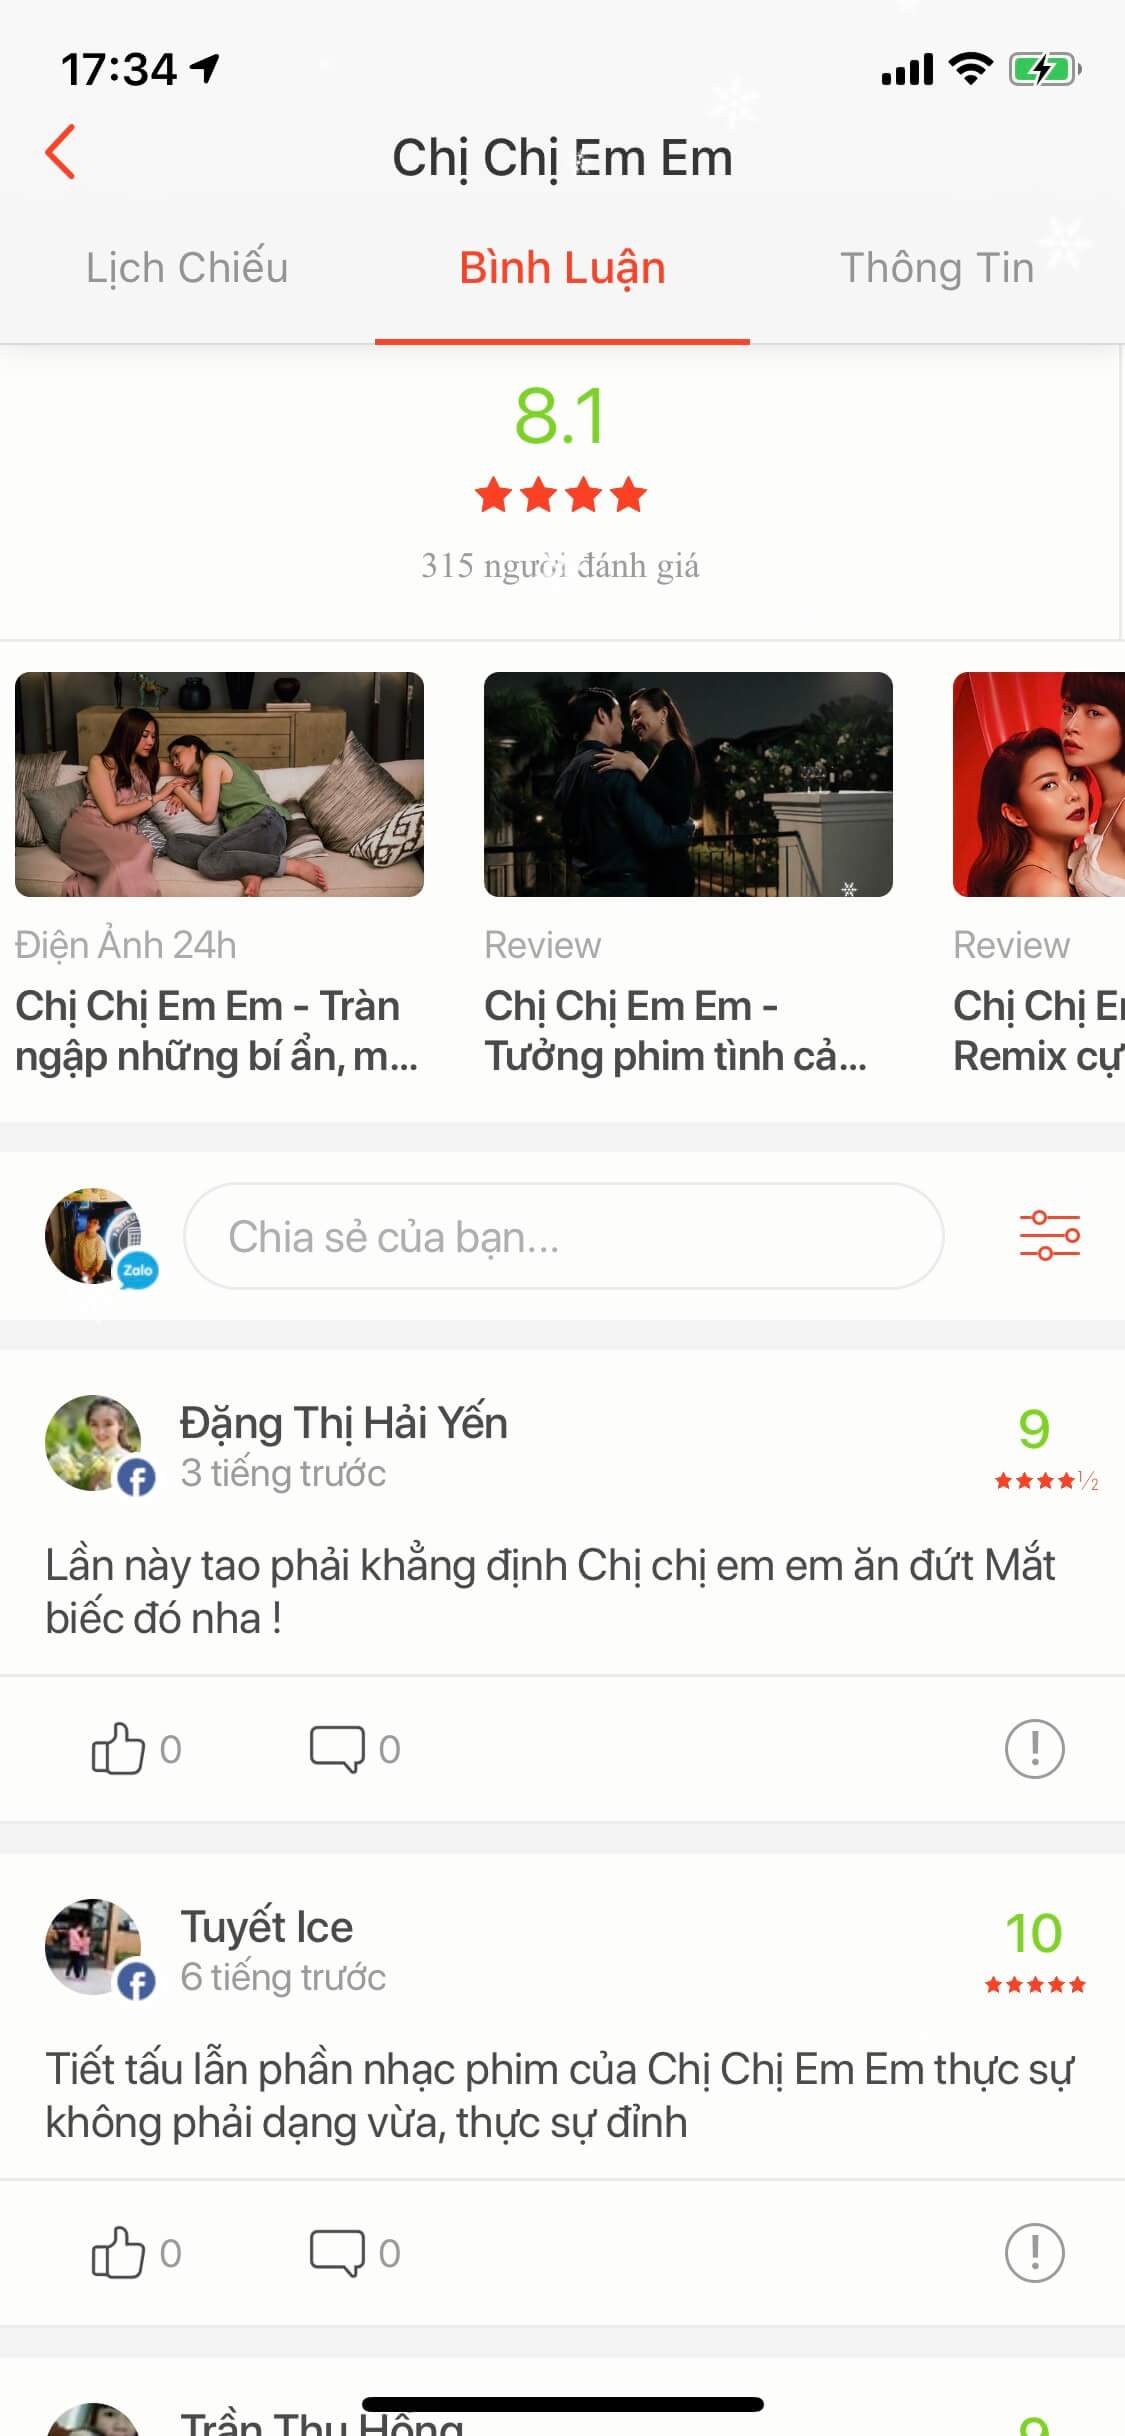 17:34
Chị Chị Em Em
Lịch Chiếu
Bình Luận
Thông Tin
8.1
315 người đánh giá
Điện Ảnh 24h
Chị Chị Em Em - Tràn
ngập những bí ẩn, m...
Review
Chị Chị Em Em -
Tưởng phim tình cả...
Review
Chị Chị E
Remix cự
Chia sẻ của bạn...
Zalo
Đặng Thị Hải Yến
3 tiếng trước
9
½
Lần này tao phải khẳng định Chị chị em em ăn đứt Mắt
biếc đó nha !
0
0
Tuyết Ice
6 tiếng trước
10
Tiết tấu lẫn phần nhạc phim của Chị Chị Em Em thực sự
không phải dạng vừa, thực sự đỉnh
0
0
Trần Thu Hồng
9